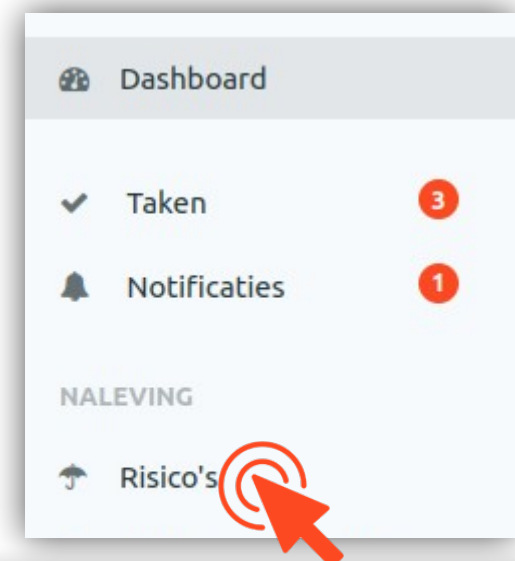 Dashboard
Taken 3
Notificaties 1
NALEVING
Risico's